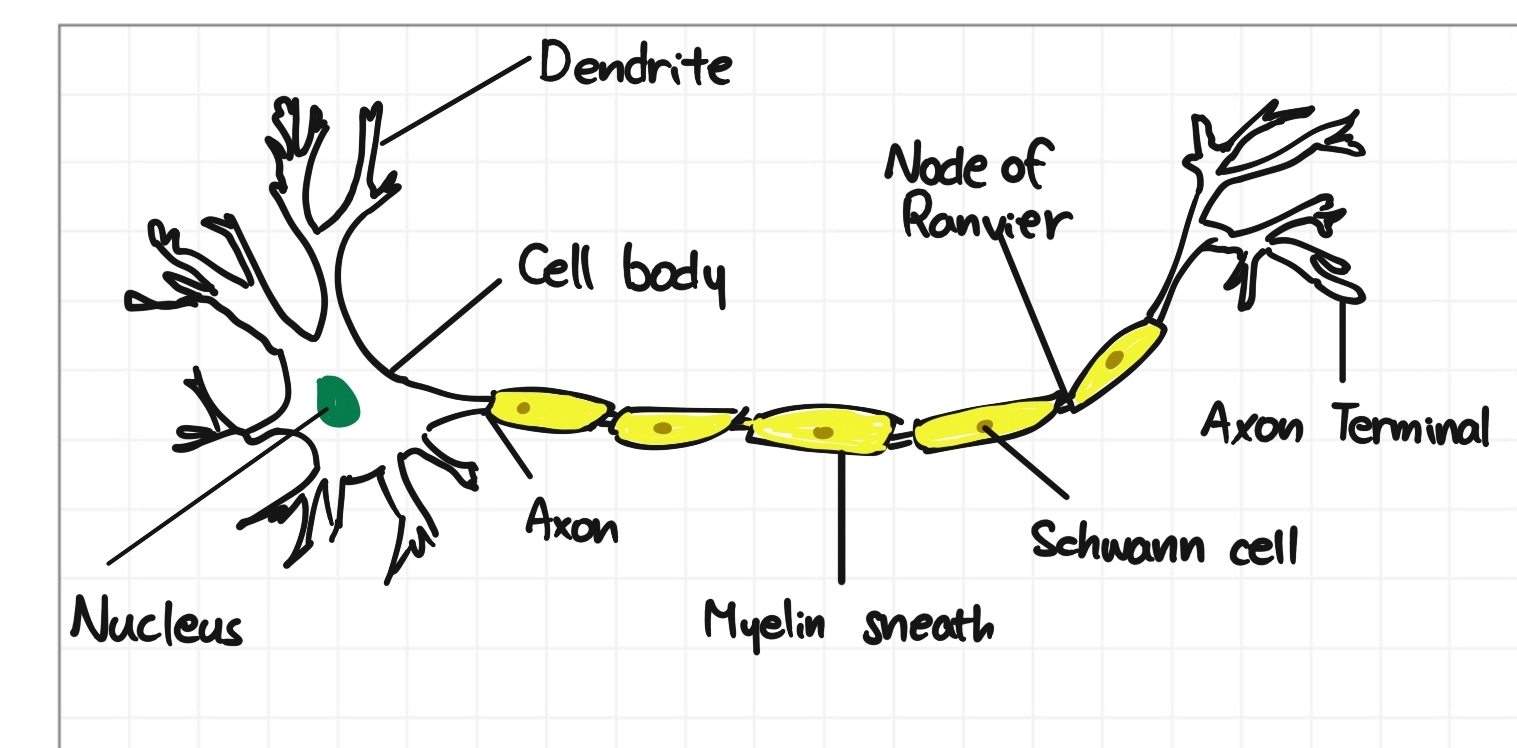 Dendrite
Node of
Ranvier
Cell body
Axon Terminal
Axon
Schwann cell
Nucleus
Myelin sneath